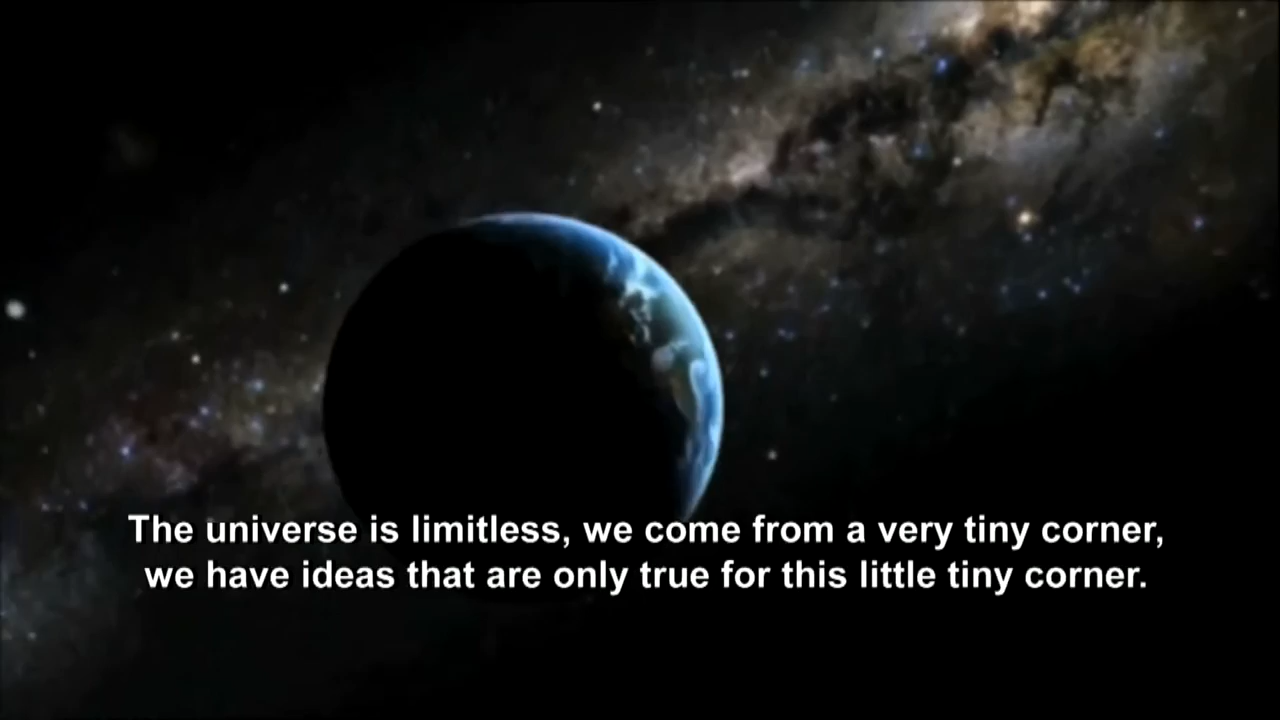 The universe is limitless, we come from a very tiny corner,
we have ideas that are only true for this little tiny corner.